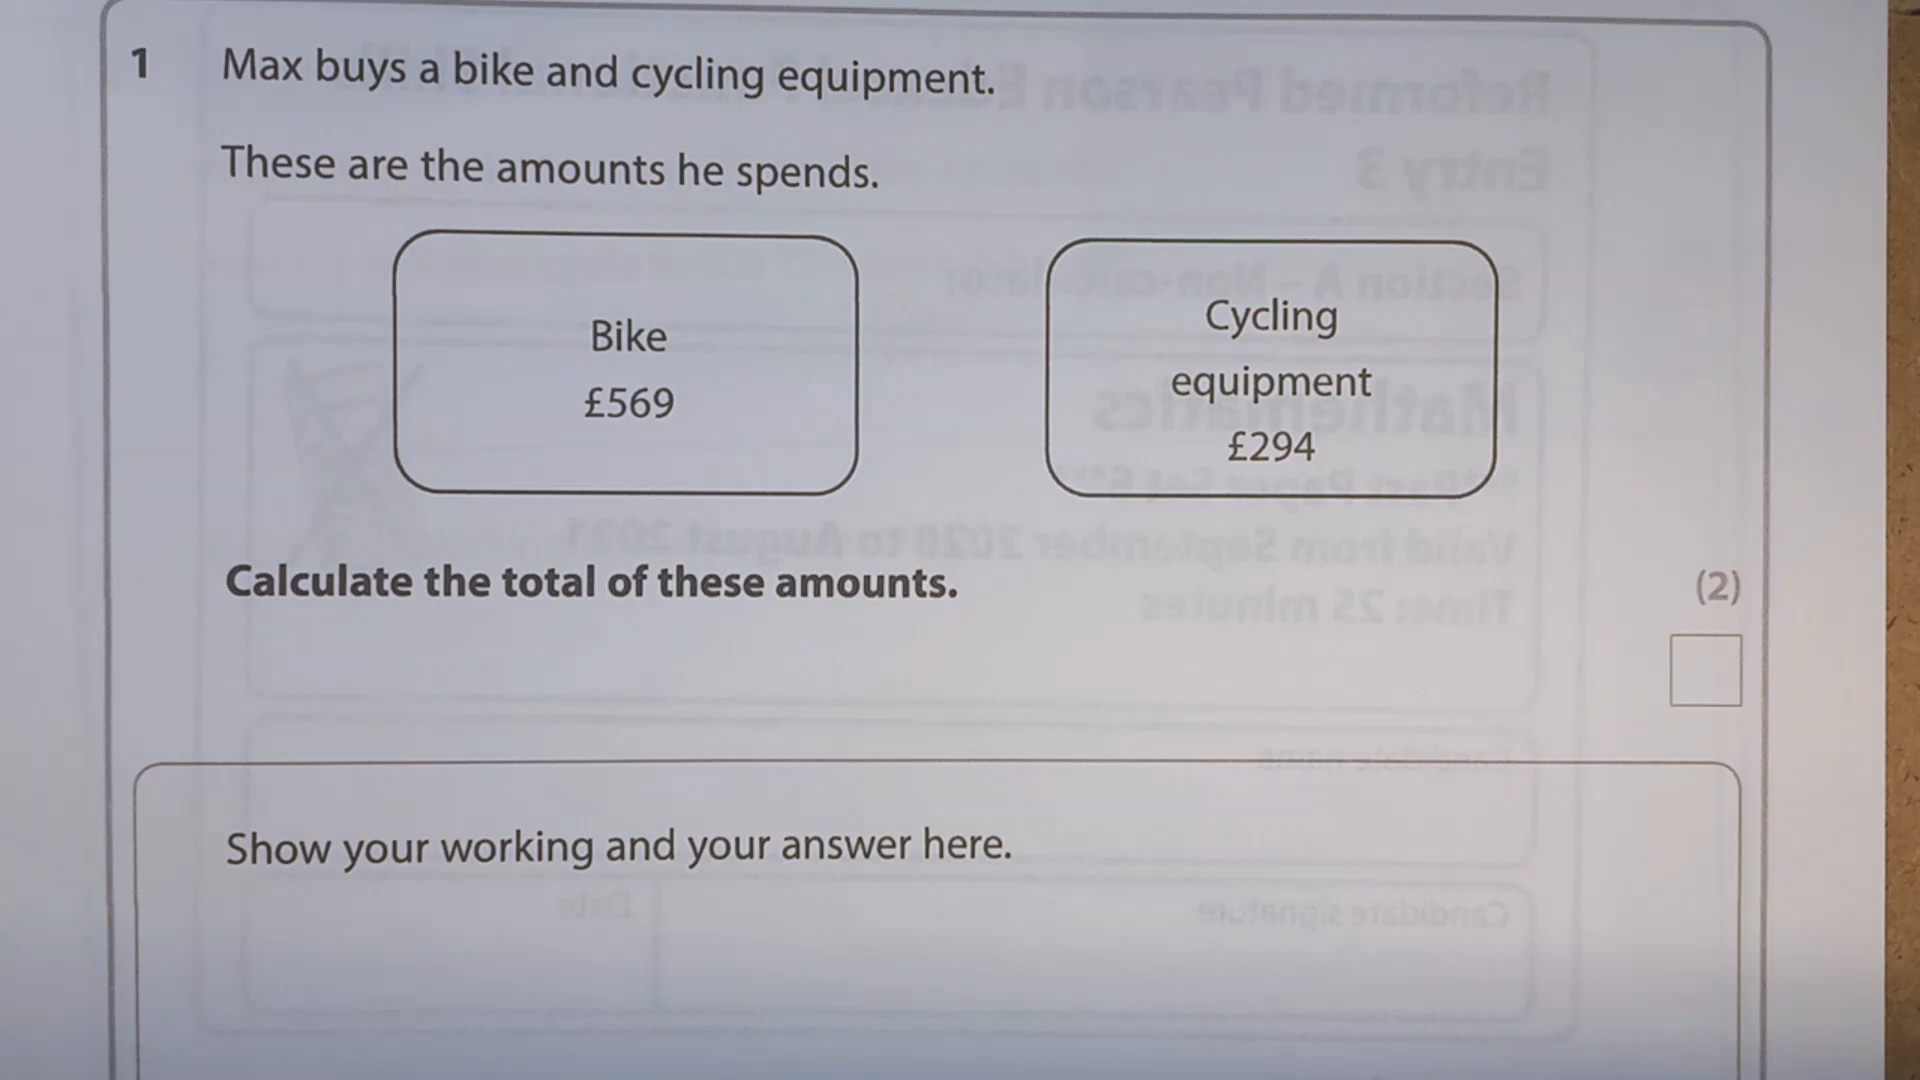 1 Max buys a bike and cycling equipment.
These are the amounts he spends.
Bike
£569
Cycling
equipment
£294
Calculate the total of these amounts.
(2)
Show your working and your answer here.